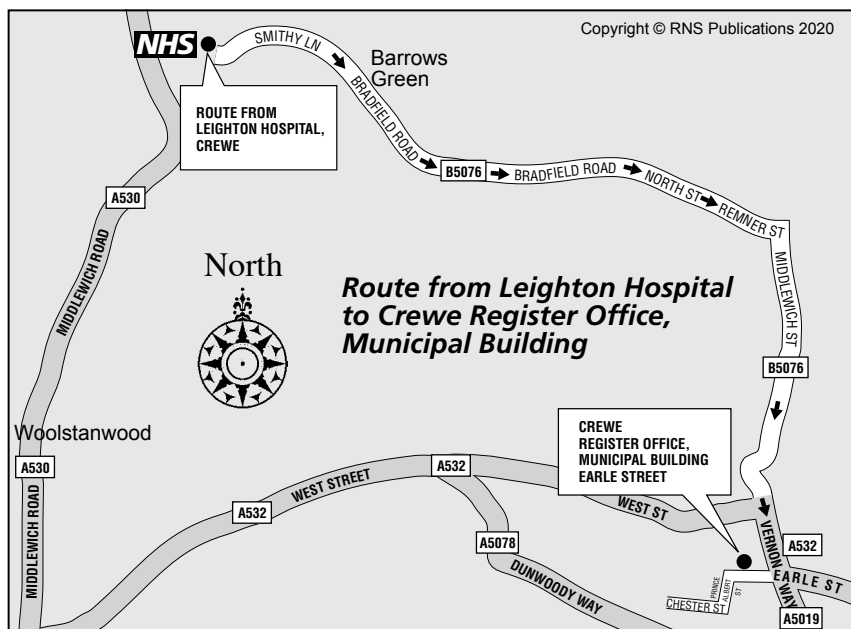 Copyright © RNS Publications 2020
NHS
SMITHY LN
Barrows
Green
ROUTE FROM
LEIGHTON HOSPITAL,
CREWE
BRADFIELD ROAD
B5076
BRADFIELD ROAD
NORTH ST
REMNER ST
A530
MIDDLEWICH ROAD
North
Route from Leighton Hospital
to Crewe Register Office,
Municipal Building
MIDDLEWICH ST
B5076
Woolstanwood
A530
MIDDLEWICH ROAD
CREWE
REGISTER OFFICE,
MUNICIPAL BUILDING
EARLE STREET
A532
WEST STREET
A532
WEST ST
A5078
DUNWOODY WAY
VERNON WAY
A532
EARLE ST
PRINCE
ALBERT
ST
CHESTER ST
A5019